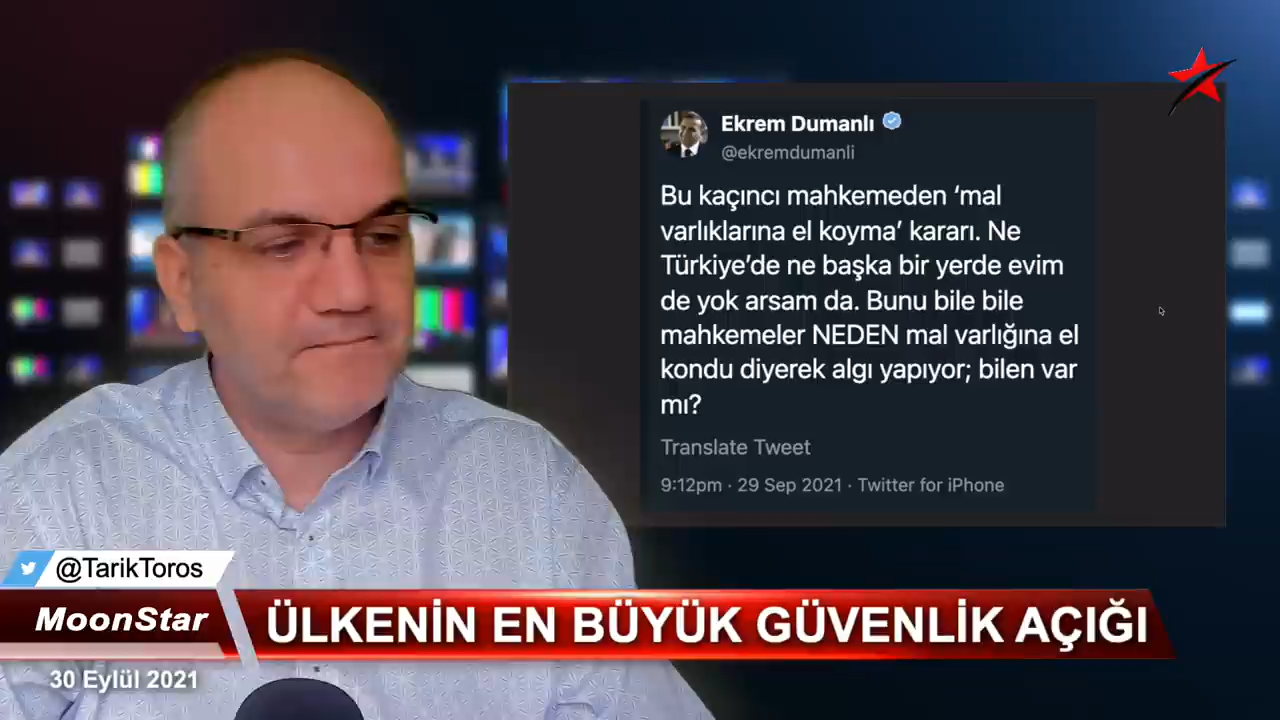 Ekrem Dumanlı
@ekremdumanli
Bu kaçıncı mahkemeden ‘mal
varlıklarına el koyma’ kararı. Ne
Türkiye’de ne başka bir yerde evim
de yok arsam da. Bunu bile bile
mahkemeler NEDEN mal varlığına el
kondu diyerek algı yapıyor; bilen var
mı?
Translate Tweet
9:12pm · 29 Sep 2021 · Twitter for iPhone
@TarikToros
MoonStar
ÜLKENİN EN BÜYÜK GÜVENLİK AÇIĞI
30 Eylül 2021